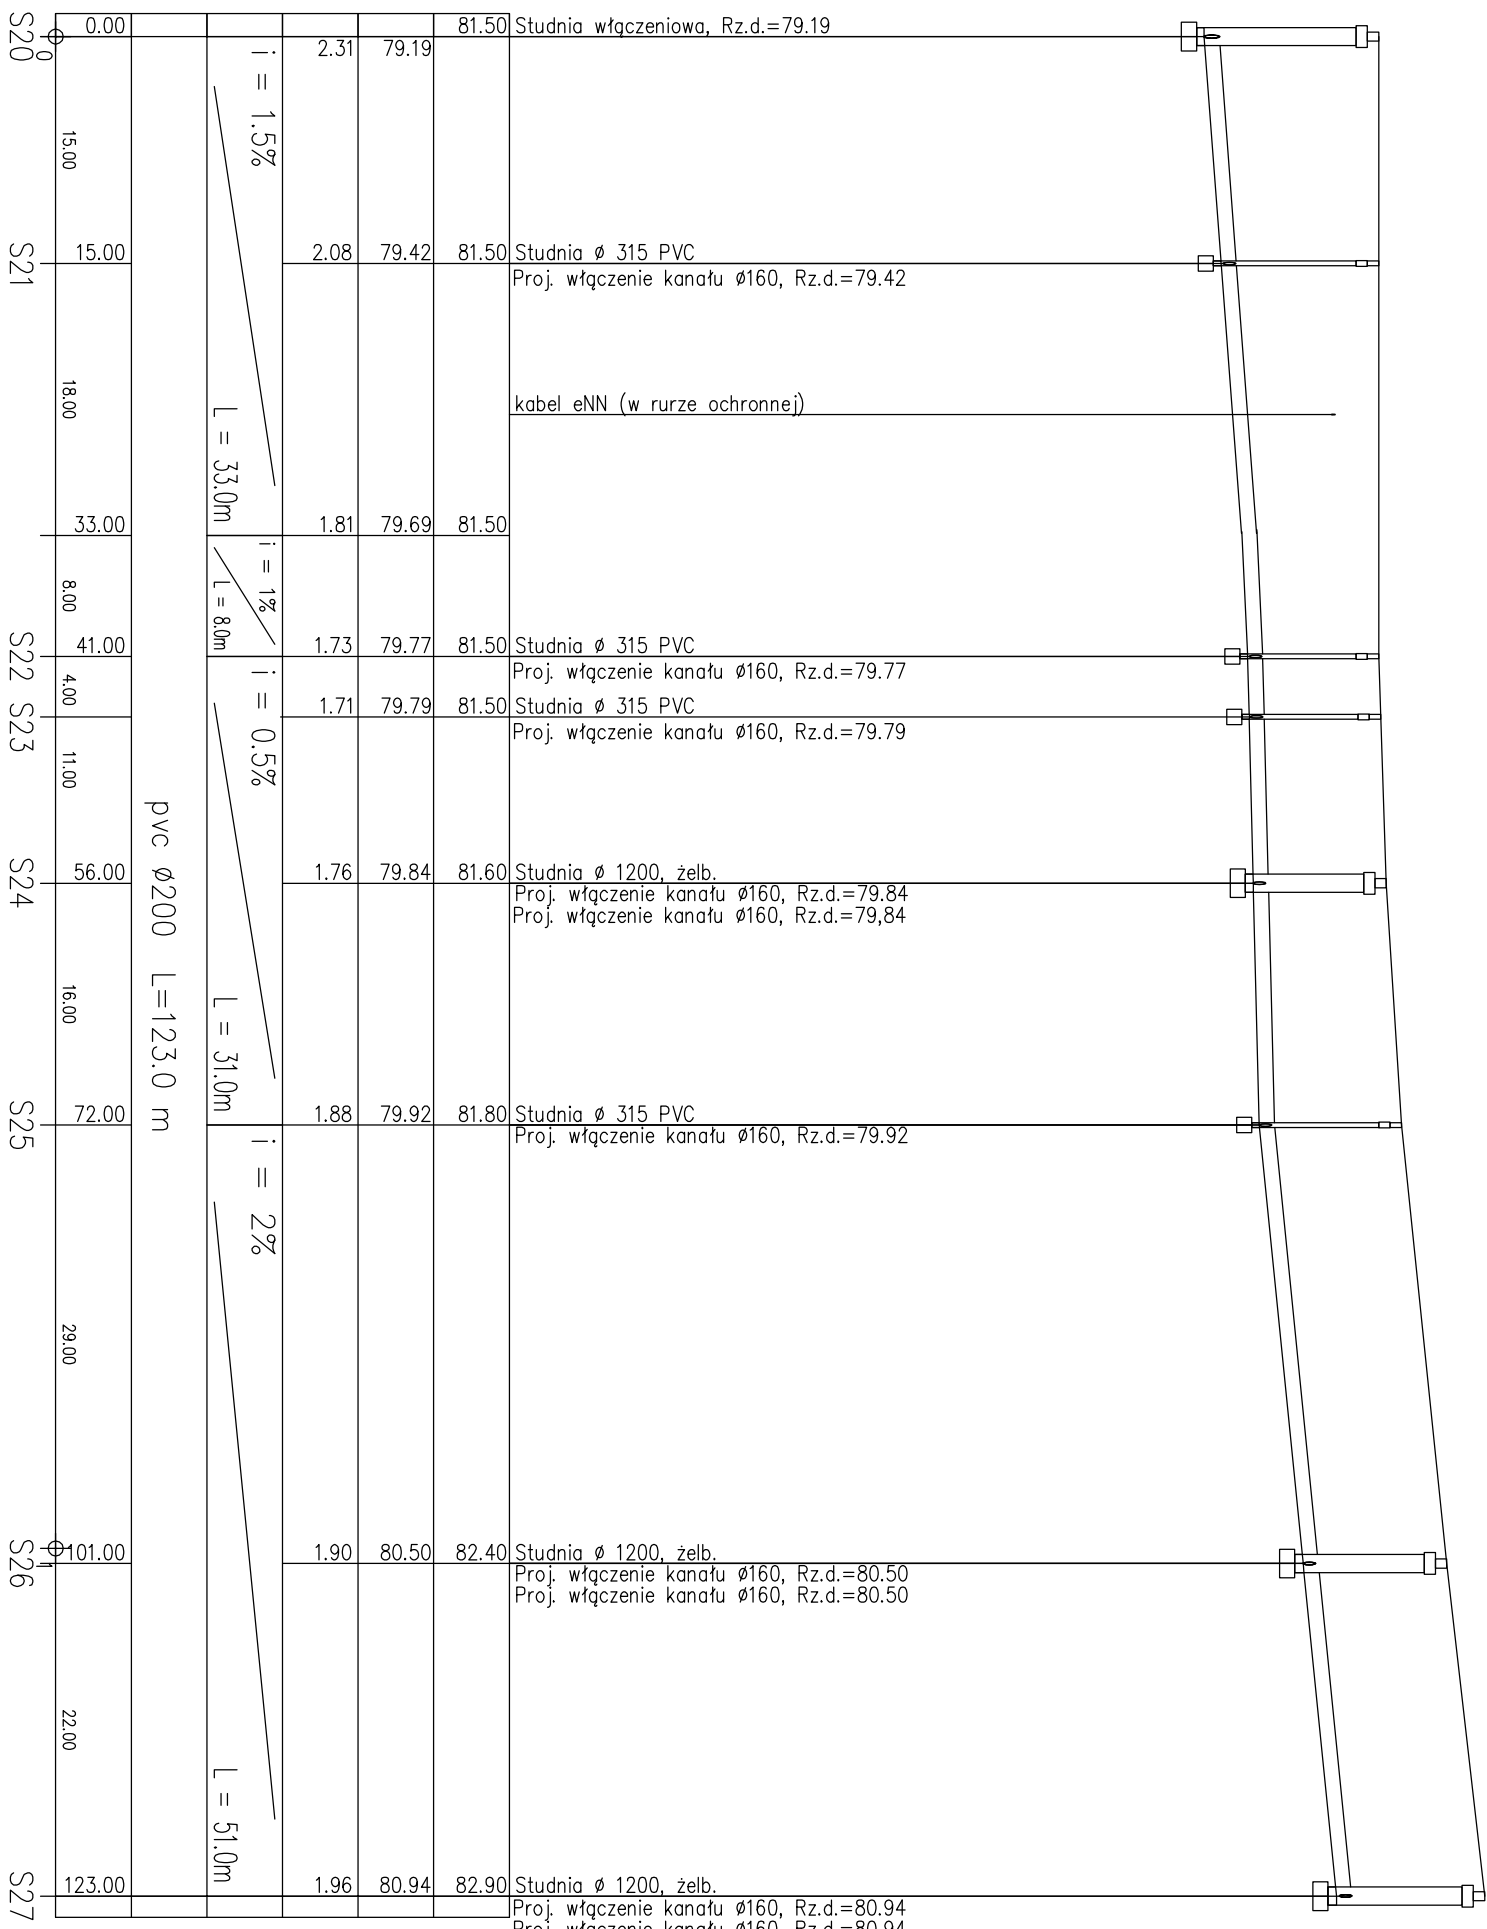 S20 0.00 2.31 79.19 81.50 Studnia włączeniowa, Rz.d.=79.19
0
i = 1.5%
15.00
S21 15.00 2.08 79.42 81.50 Studnia ø 315 PVC
Proj. włączenie kanału ø160, Rz.d.=79.42
18.00
kabel eNN (w rurze ochronnej)
L = 33.0m
33.00 1.81 79.69 81.50
i = 1%
8.00
L = 8.0m
S22 41.00 1.73 79.77 81.50 Studnia ø 315 PVC
Proj. włączenie kanału ø160, Rz.d.=79.77
4.00
i = 0.5%
S23 1.71 79.79 81.50 Studnia ø 315 PVC
Proj. włączenie kanału ø160, Rz.d.=79.79
11.00
pvc ø200 L=123.0 m
S24 56.00 1.76 79.84 81.60 Studnia ø 1200, żelb.
Proj. włączenie kanału ø160, Rz.d.=79.84
Proj. włączenie kanału ø160, Rz.d.=79,84
16.00
L = 31.0m
S25 72.00 1.88 79.92 81.80 Studnia ø 315 PVC
Proj. włączenie kanału ø160, Rz.d.=79.92
i = 2%
29.00
S26 101.00 1.90 80.50 82.40 Studnia ø 1200, żelb.
1
Proj. włączenie kanału ø160, Rz.d.=80.50
Proj. włączenie kanału ø160, Rz.d.=80.50
22.00
L = 51.0m
S27 123.00 1.96 80.94 82.90 Studnia ø 1200, żelb.
Proj. włączenie kanału ø160, Rz.d.=80.94
Proj. włączenie kanału ø160, Rz.d.=80.94